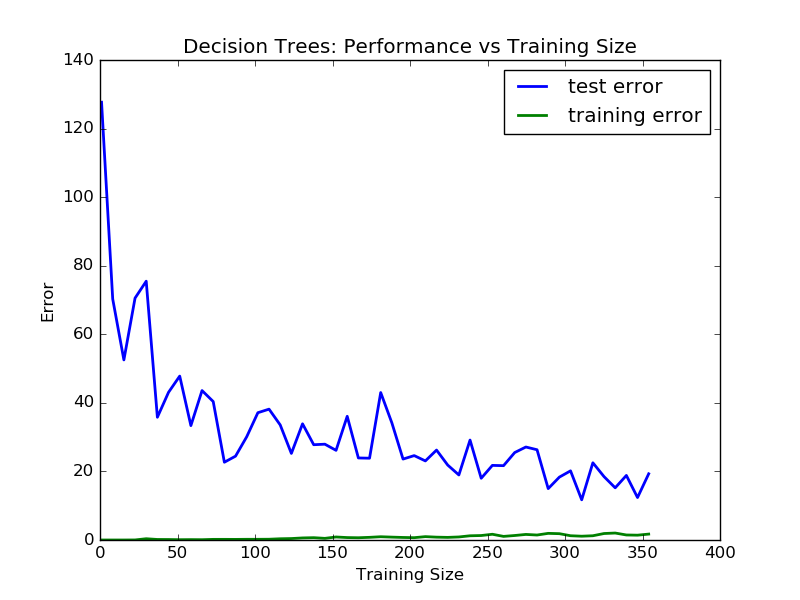 Decision Trees: Performance vs Training Size
140
120
100
80
60
40
20
0
Error
test error
training error
0 50 100 150 200 250 300 350 400
Training Size